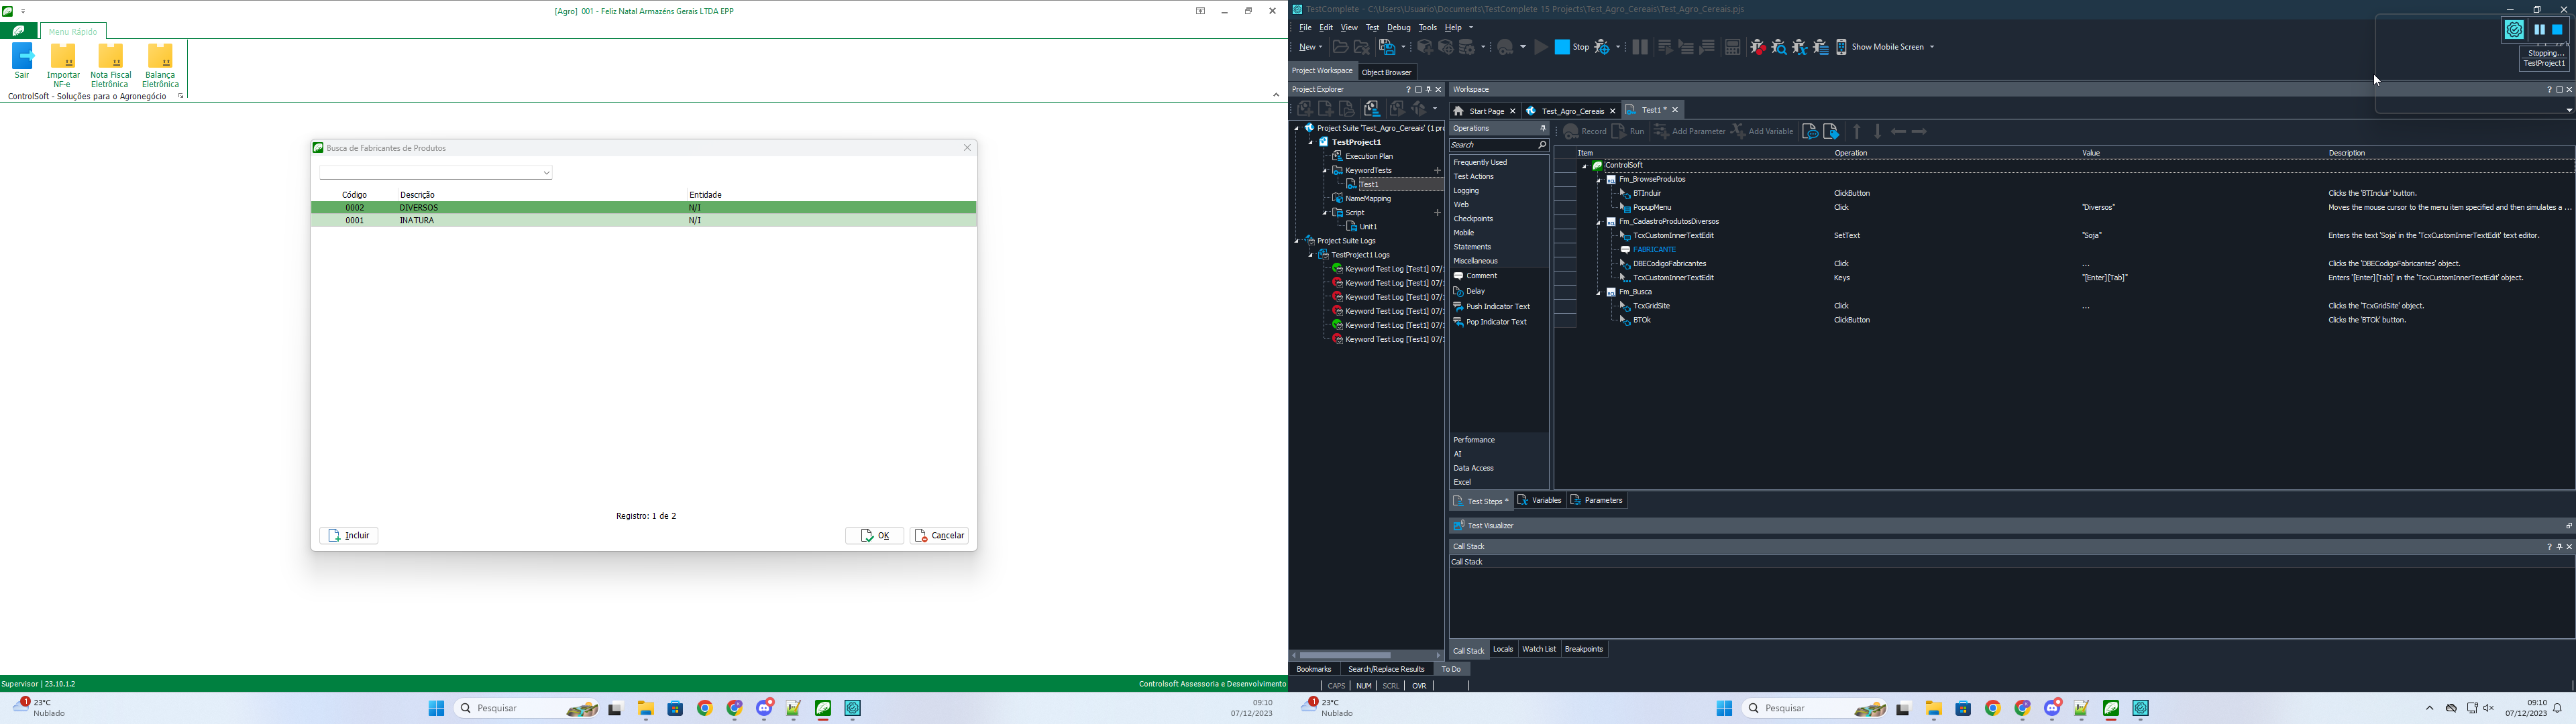 [Agro] 001 - Feliz Natal Armazéns Gerais LTDA EPP
Menu Rápido
Sair
Importar NF-e
Nota Fiscal Eletrônica
Balança Eletrônica
ControlSoft - Soluções para o Agronegócio
Busca de Fabricantes de Produtos
Código Descrição Entidade
0002 DIVERSOS N/I
0001 INATURA N/I
Registro: 1 de 2
Incluir
OK
Cancelar
Supervisor | 23.10.1.2
Controlsoft Assessoria e Desenvolvimento
1
23°C
Nublado
Pesquisar
09:10
07/12/2023
TestComplete - C:\Users\Usuario\Documents\TestComplete 15 Projects\Test_Agro_Cereais\Test_Agro_Cereais.pjs
File Edit View Test Debug Tools Help
New
Stop
Show Mobile Screen
Stopping...
TestProject1
Project Workspace
Object Browser
Project Explorer
Project Suite 'Test_Agro_Cereais' (1 pro
TestProject1
Execution Plan
KeywordTests
Test1
NameMapping
Script
Unit1
Project Suite Logs
TestProject1 Logs
Keyword Test Log [Test1] 07/
Keyword Test Log [Test1] 07/
Keyword Test Log [Test1] 07/
Keyword Test Log [Test1] 07/
Keyword Test Log [Test1] 07/
Keyword Test Log [Test1] 07/
Workspace
Start Page
Test_Agro_Cereais
Test1 *
Operations
Search
Frequently Used
Test Actions
Logging
Web
Checkpoints
Mobile
Statements
Miscellaneous
Comment
Delay
Push Indicator Text
Pop Indicator Text
Performance
AI
Data Access
Excel
Record
Run
Add Parameter
Add Variable
Item Operation Value Description
ControlSoft
Fm_BrowseProdutos
BTIncluir ClickButton Clicks the 'BTIncluir' button.
PopupMenu Click "Diversos" Moves the mouse cursor to the menu item specified and then simulates a ...
Fm_CadastroProdutosDiversos
TcxCustomInnerTextEdit SetText "Soja" Enters the text 'Soja' in the 'TcxCustomInnerTextEdit' text editor.
FABRICANTE
DBECodigoFabricantes Click ... Clicks the 'DBECodigoFabricantes' object.
TcxCustomInnerTextEdit Keys "[Enter][Tab]" Enters '[Enter][Tab]' in the 'TcxCustomInnerTextEdit' object.
Fm_Busca
TcxGridSite Click ... Clicks the 'TcxGridSite' object.
BTOk ClickButton Clicks the 'BTOk' button.
Test Steps *
Variables
Parameters
Test Visualizer
Call Stack
Call Stack
Call Stack
Locals
Watch List
Breakpoints
Bookmarks
Search/Replace Results
To Do
CAPS NUM SCRL OVR
1
23°C
Nublado
Pesquisar
09:10
07/12/2023